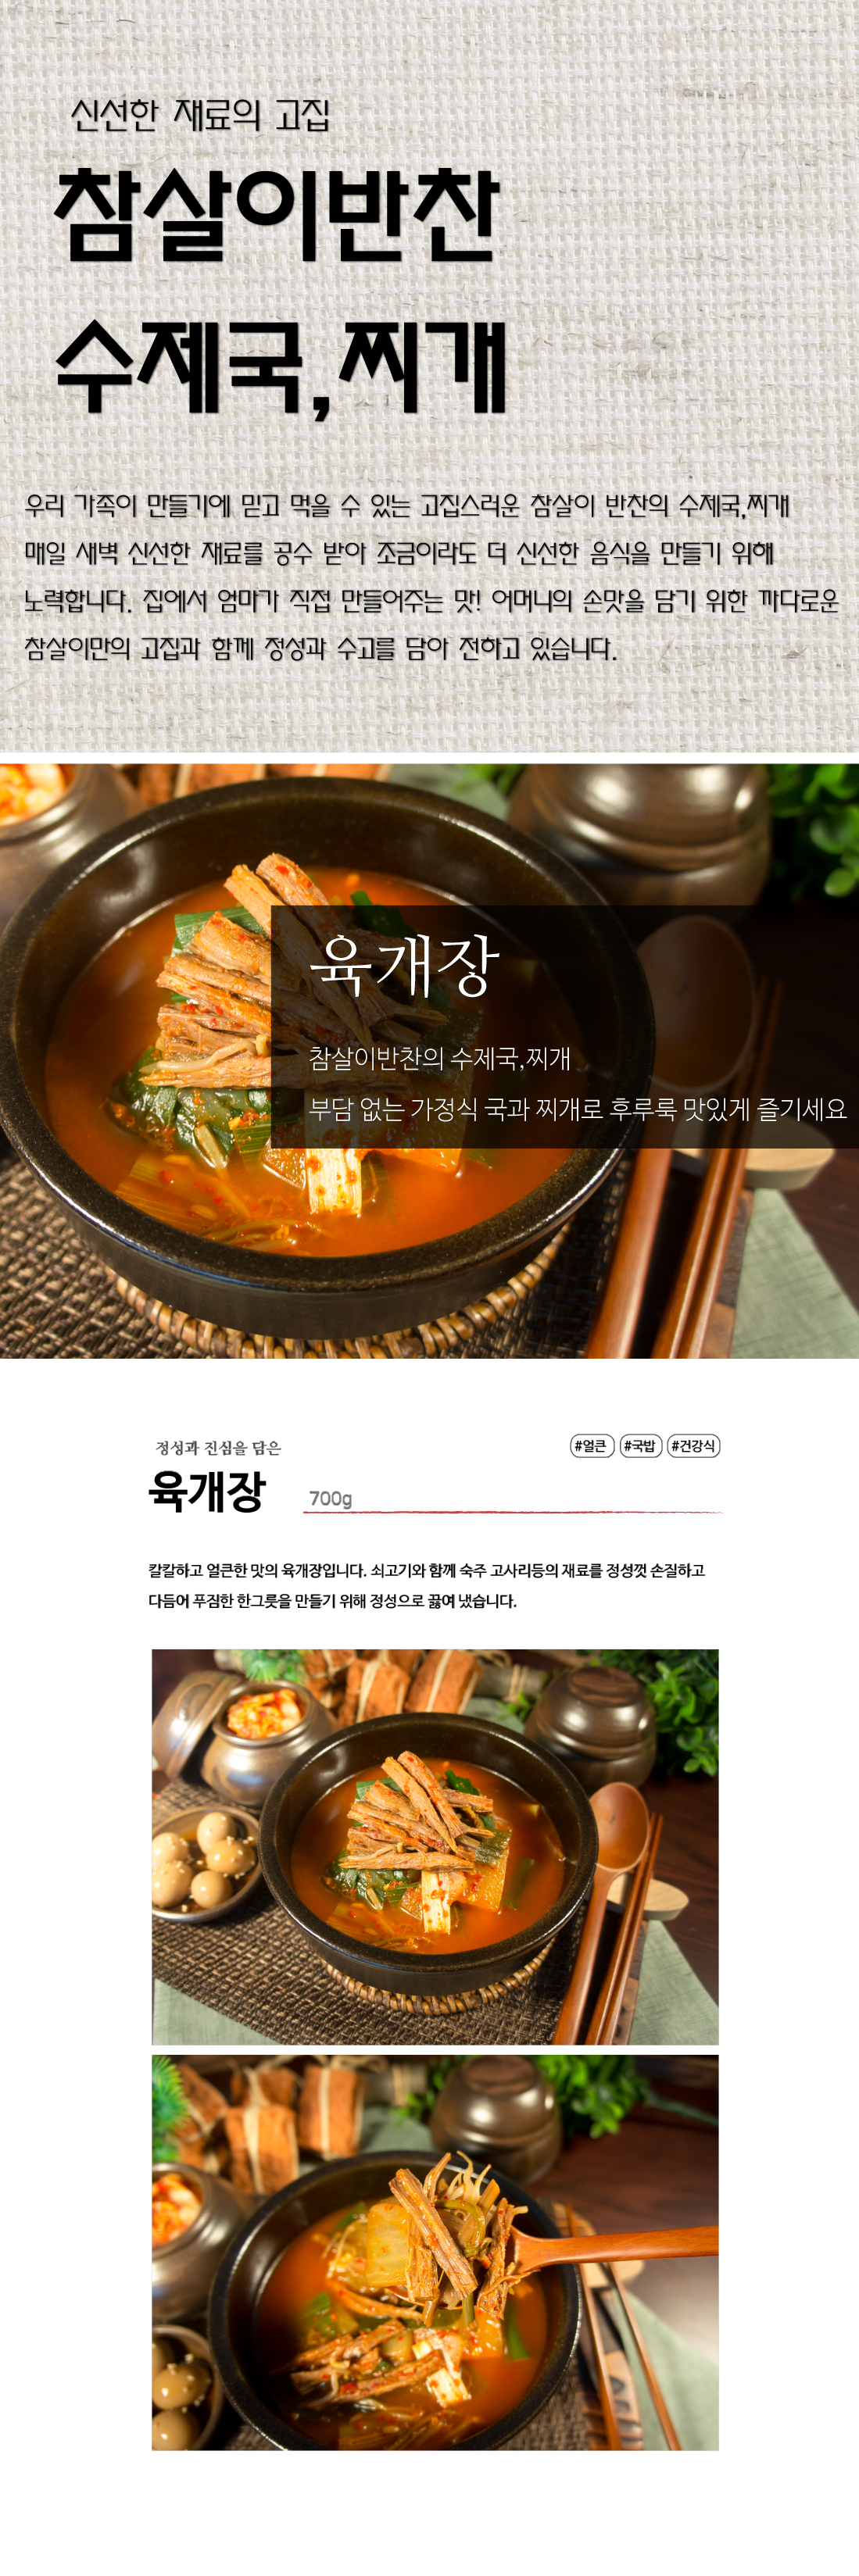 신선한 재료의 고집
참살이반찬
수제국,찌개
우리 가족이 만들기에 믿고 먹을 수 있는 고집스러운 참살이 반찬의 수제국,찌개
매일 새벽 신선한 재료를 공수 받아 조금이라도 더 신선한 음식을 만들기 위해
노력합니다. 집에서 엄마가 직접 만들어주는 맛! 어머니의 손맛을 담기 위한 까다로운
참살이만의 고집과 함께 정성과 수고를 담아 전하고 있습니다.
육개장
참살이반찬의 수제국,찌개
부담 없는 가정식 국과 찌개로 후루룩 맛있게 즐기세요
정성과 진심을 담은
#얼큰 #국밥 #건강식
육개장 700g
칼칼하고 얼큰한 맛의 육개장입니다. 쇠고기와 함께 숙주 고사리등의 재료를 정성껏 손질하고
다듬어 푸짐한 한그릇을 만들기 위해 정성으로 끓여 냈습니다.